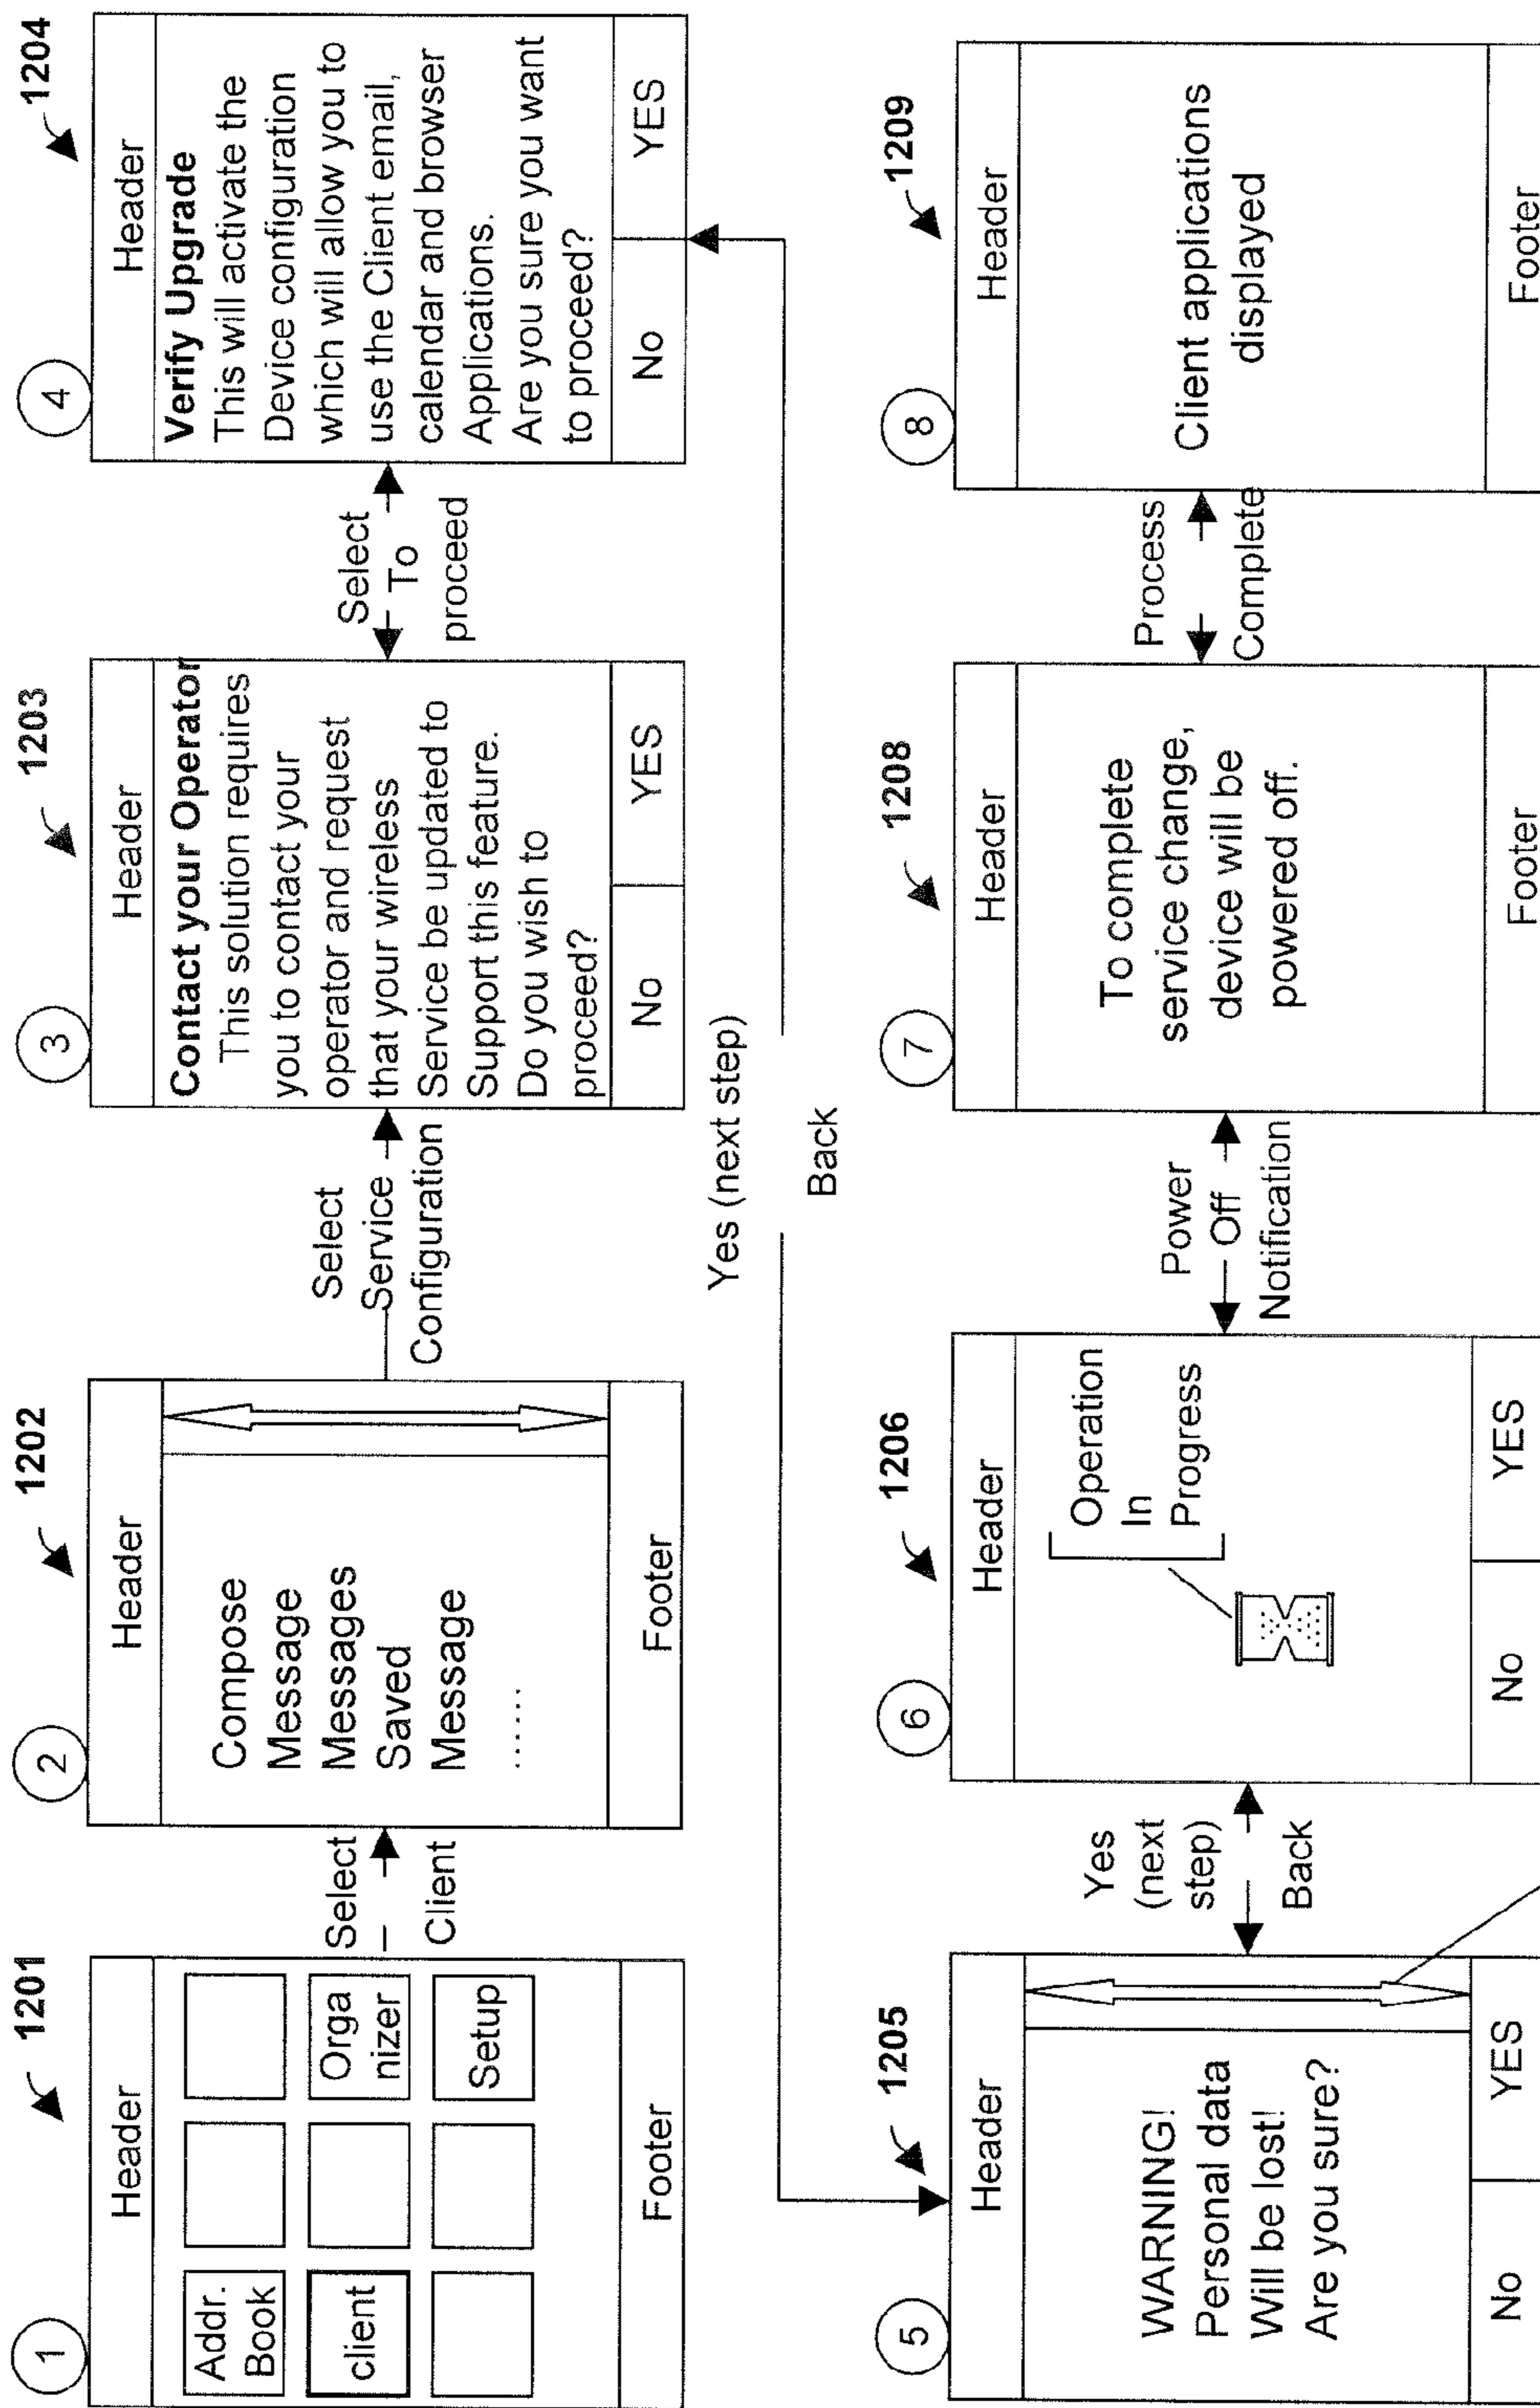 1201
1
Header
Addr.
Book
client
Orga
nizer
Setup
Footer
Select
Client
1202
2
Header
Compose
Message
Messages
Saved
Message
......
Footer
Select
Service
Configuration
1203
3
Header
Contact your Operator
This solution requires
you to contact your
operator and request
that your wireless
Service be updated to
Support this feature.
Do you wish to
proceed?
No
YES
Select
To
proceed
1204
4
Header
Verify Upgrade
This will activate the
Device configuration
which will allow you to
use the Client email,
calendar and browser
Applications.
Are you sure you want
to proceed?
No
YES
Yes (next step)
Back
1205
5
Header
WARNING!
Personal data
Will be lost!
Are you sure?
No
YES
Yes
(next
step)
Back
1206
6
Header
Operation
In
Progress
No
YES
Power
Off
Notification
1208
7
Header
To complete
service change,
device will be
powered off.
Footer
Process
Complete
1209
8
Header
Client applications
displayed
Footer